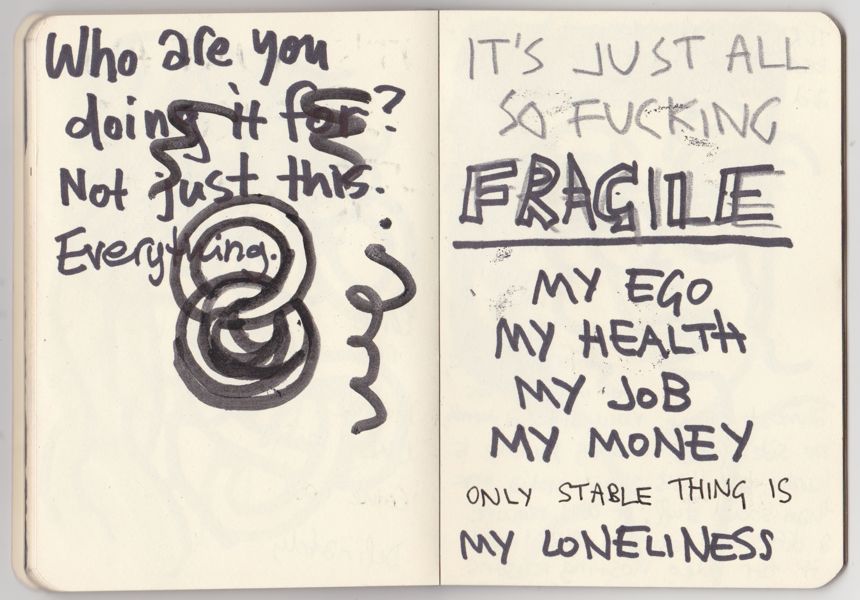 Who are you
doing it for?
Not just this.
Everything.
IT'S JUST ALL
SO FUCKING
FRAGILE
MY EGO
MY HEALTH
MY JOB
MY MONEY
ONLY STABLE THING IS
MY LONELINESS